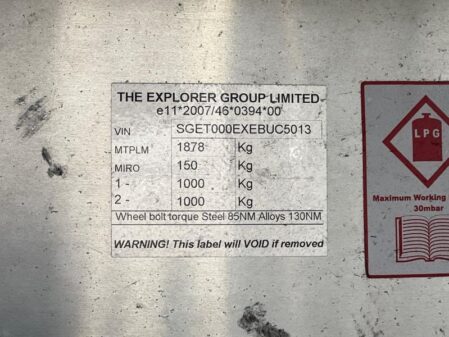 THE EXPLORER GROUP LIMITED
e11*2007/46*0394*00
VIN SGET000EXEBUC5013
MTPLM 1878 Kg
MIRO 150 Kg
1 - 1000 Kg
2 - 1000 Kg
Wheel bolt torque Steel 85NM Alloys 130NM
WARNING! This label will VOID if removed
LPG
Maximum Working
30mbar